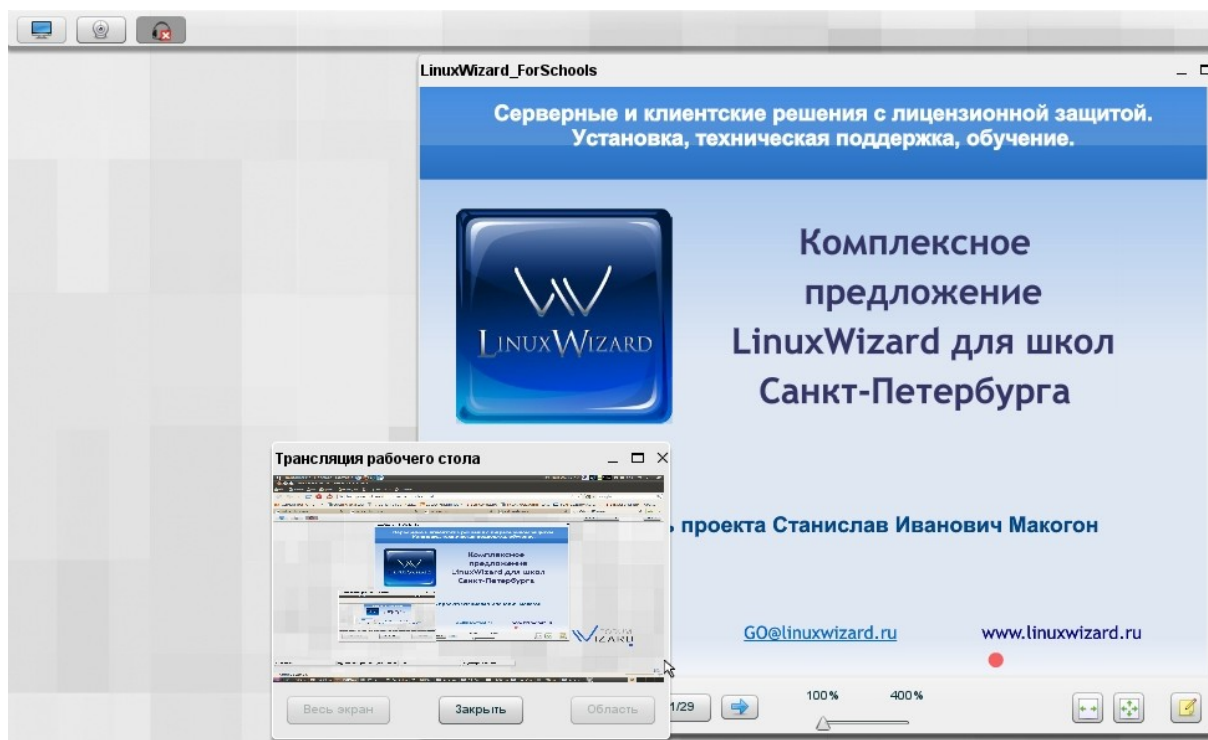 LinuxWizard_ForSchools
Серверные и клиентские решения с лицензионной защитой.
Установка, техническая поддержка, обучение.
LINUXWIZARD
Комплексное
предложение
LinuxWizard для школ
Санкт-Петербурга
проекта Станислав Иванович Макогон
GO@linuxwizard.ru
www.linuxwizard.ru
1/29
100%
400%
Трансляция рабочего стола
Комплексное
предложение
LinuxWizard для школ
Санкт-Петербурга
Весь экран
Закрыть
Область